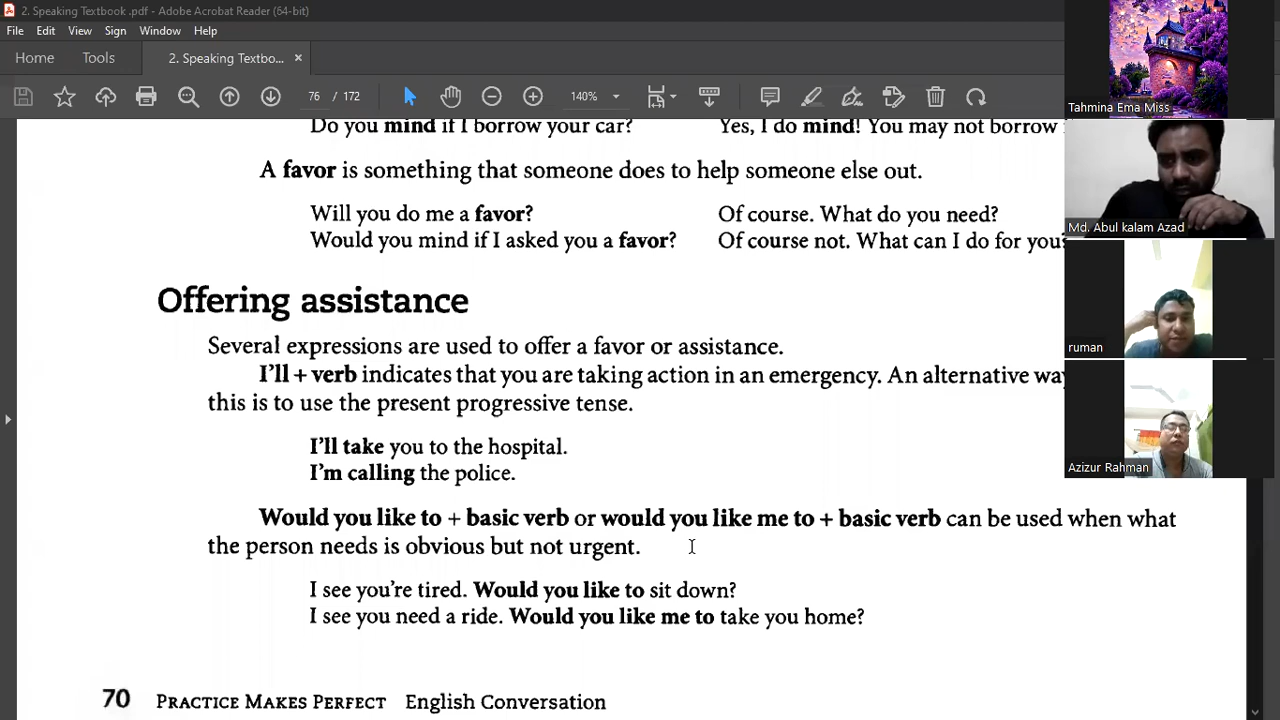 2. Speaking Textbook .pdf - Adobe Acrobat Reader (64-bit)
File Edit View Sign Window Help
Home Tools 2. Speaking Textbo... ×
76 / 172 140%
Do you mind if I borrow your car? Yes, I do mind! You may not borrow
A favor is something that someone does to help someone else out.
Will you do me a favor? Of course. What do you need?
Would you mind if I asked you a favor? Of course not. What can I do for you?
Offering assistance
Several expressions are used to offer a favor or assistance.
I'll + verb indicates that you are taking action in an emergency. An alternative
this is to use the present progressive tense.
I'll take you to the hospital.
I'm calling the police.
Would you like to + basic verb or would you like me to + basic verb can be used when what
the person needs is obvious but not urgent.
I see you're tired. Would you like to sit down?
I see you need a ride. Would you like me to take you home?
70 PRACTICE MAKES PERFECT English Conversation
Tahmina Ema Miss
Md. Abul kalam Azad
ruman
Azizur Rahman